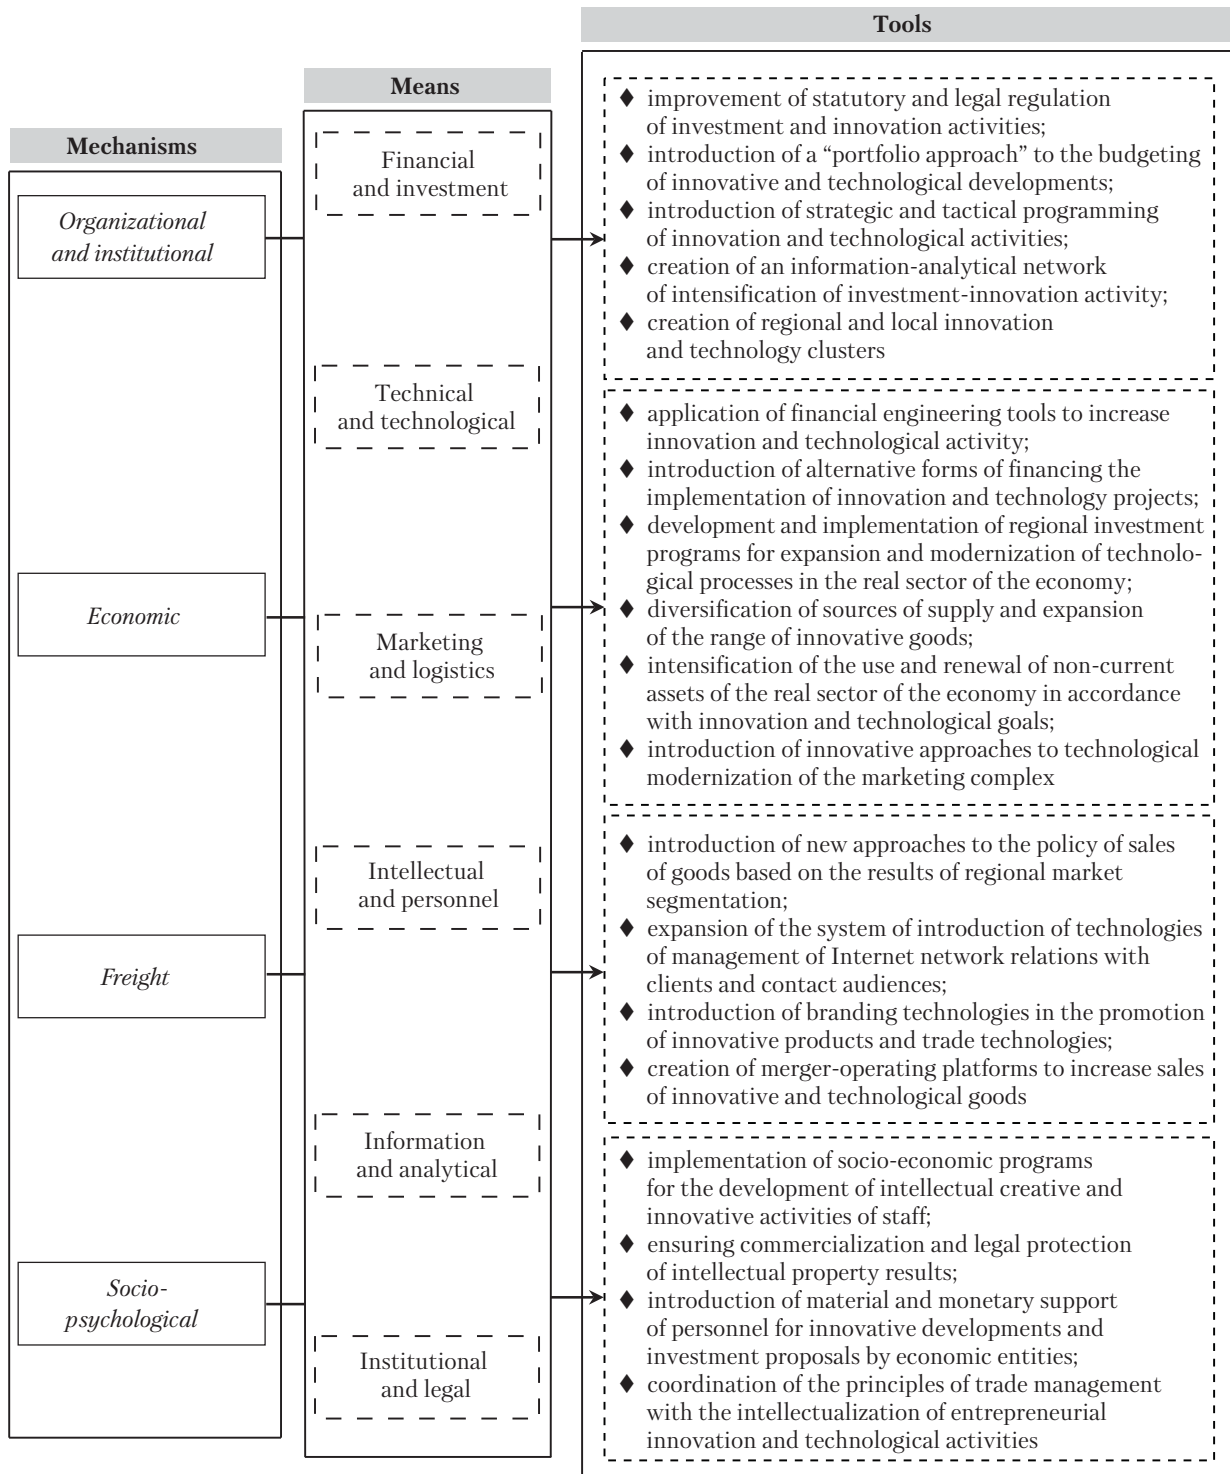 Mechanisms
Organizational
and institutional
Economic
Freight
Socio-
psychological
Means
Financial
and investment
Technical
and technological
Marketing
and logistics
Intellectual
and personnel
Information
and analytical
Institutional
and legal
Tools
♦ improvement of statutory and legal regulation
of investment and innovation activities;
♦ introduction of a “portfolio approach” to the budgeting
of innovative and technological developments;
♦ introduction of strategic and tactical programming
of innovation and technological activities;
♦ creation of an information-analytical network
of intensification of investment-innovation activity;
♦ creation of regional and local innovation
and technology clusters
♦ application of financial engineering tools to increase
innovation and technological activity;
♦ introduction of alternative forms of financing the
implementation of innovation and technology projects;
♦ development and implementation of regional investment
programs for expansion and modernization of technolo-
gical processes in the real sector of the economy;
♦ diversification of sources of supply and expansion
of the range of innovative goods;
♦ intensification of the use and renewal of non-current
assets of the real sector of the economy in accordance
with innovation and technological goals;
♦ introduction of innovative approaches to technological
modernization of the marketing complex
♦ introduction of new approaches to the policy of sales
of goods based on the results of regional market
segmentation;
♦ expansion of the system of introduction of technologies
of management of Internet network relations with
clients and contact audiences;
♦ introduction of branding technologies in the promotion
of innovative products and trade technologies;
♦ creation of merger-operating platforms to increase sales
of innovative and technological goods
♦ implementation of socio-economic programs
for the development of intellectual creative and
innovative activities of staff;
♦ ensuring commercialization and legal protection
of intellectual property results;
♦ introduction of material and monetary support
of personnel for innovative developments and
investment proposals by economic entities;
♦ coordination of the principles of trade management
with the intellectualization of entrepreneurial
innovation and technological activities